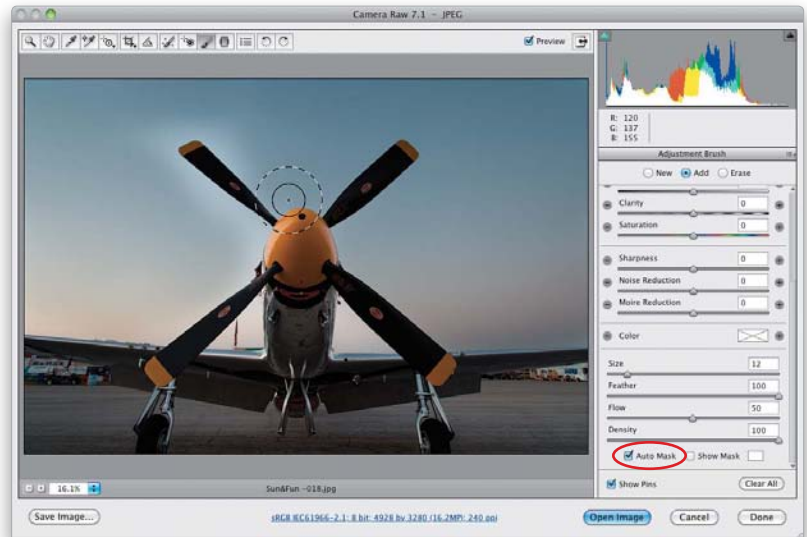 Camera Raw 7.1 – JPEG
Preview
R: 120
G: 137
B: 155
Adjustment Brush
New Add Erase
Clarity 0
Saturation 0
Sharpness 0
Noise Reduction 0
Moire Reduction 0
Color
Size 12
Feather 100
Flow 50
Density 100
Auto Mask Show Mask
16.1% Sun&Fun -018.jpg
Show Pins Clear All
Save Image... sRGB IEC61966-2.1; 8 bit; 4928 by 3280 (16.2MP); 240 ppi Open Image Cancel Done